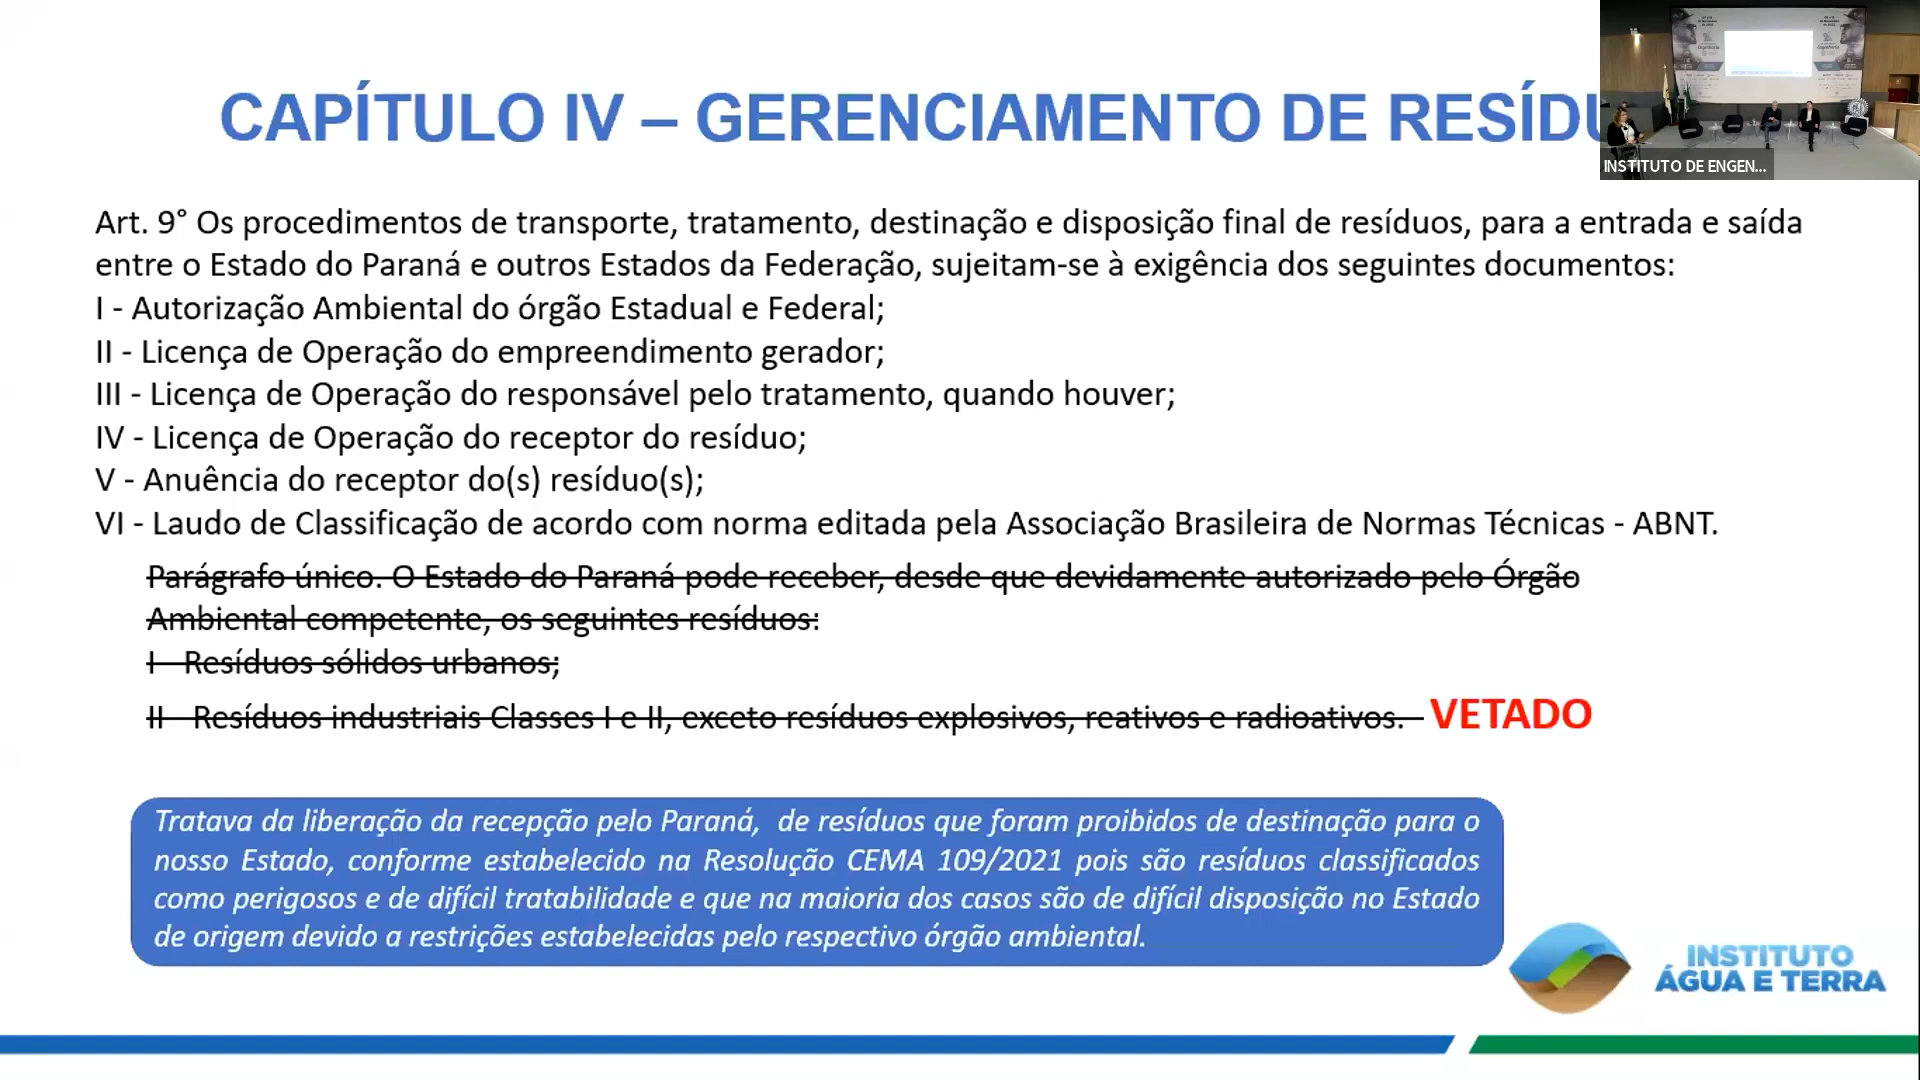 CAPÍTULO IV – GERENCIAMENTO DE RESÍDU
INSTITUTO DE ENGEN...
Art. 9° Os procedimentos de transporte, tratamento, destinação e disposição final de resíduos, para a entrada e saída
entre o Estado do Paraná e outros Estados da Federação, sujeitam-se à exigência dos seguintes documentos:
I - Autorização Ambiental do órgão Estadual e Federal;
II - Licença de Operação do empreendimento gerador;
III - Licença de Operação do responsável pelo tratamento, quando houver;
IV - Licença de Operação do receptor do resíduo;
V - Anuência do receptor do(s) resíduo(s);
VI - Laudo de Classificação de acordo com norma editada pela Associação Brasileira de Normas Técnicas - ABNT.
Parágrafo único. O Estado do Paraná pode receber, desde que devidamente autorizado pelo Órgão
Ambiental competente, os seguintes resíduos:
I - Resíduos sólidos urbanos;
II - Resíduos industriais Classes I e II, exceto resíduos explosivos, reativos e radioativos. - VETADO
Tratava da liberação da recepção pelo Paraná, de resíduos que foram proibidos de destinação para o
nosso Estado, conforme estabelecido na Resolução CEMA 109/2021 pois são resíduos classificados
como perigosos e de difícil tratabilidade e que na maioria dos casos são de difícil disposição no Estado
de origem devido a restrições estabelecidas pelo respectivo órgão ambiental.
INSTITUTO
ÁGUA E TERRA